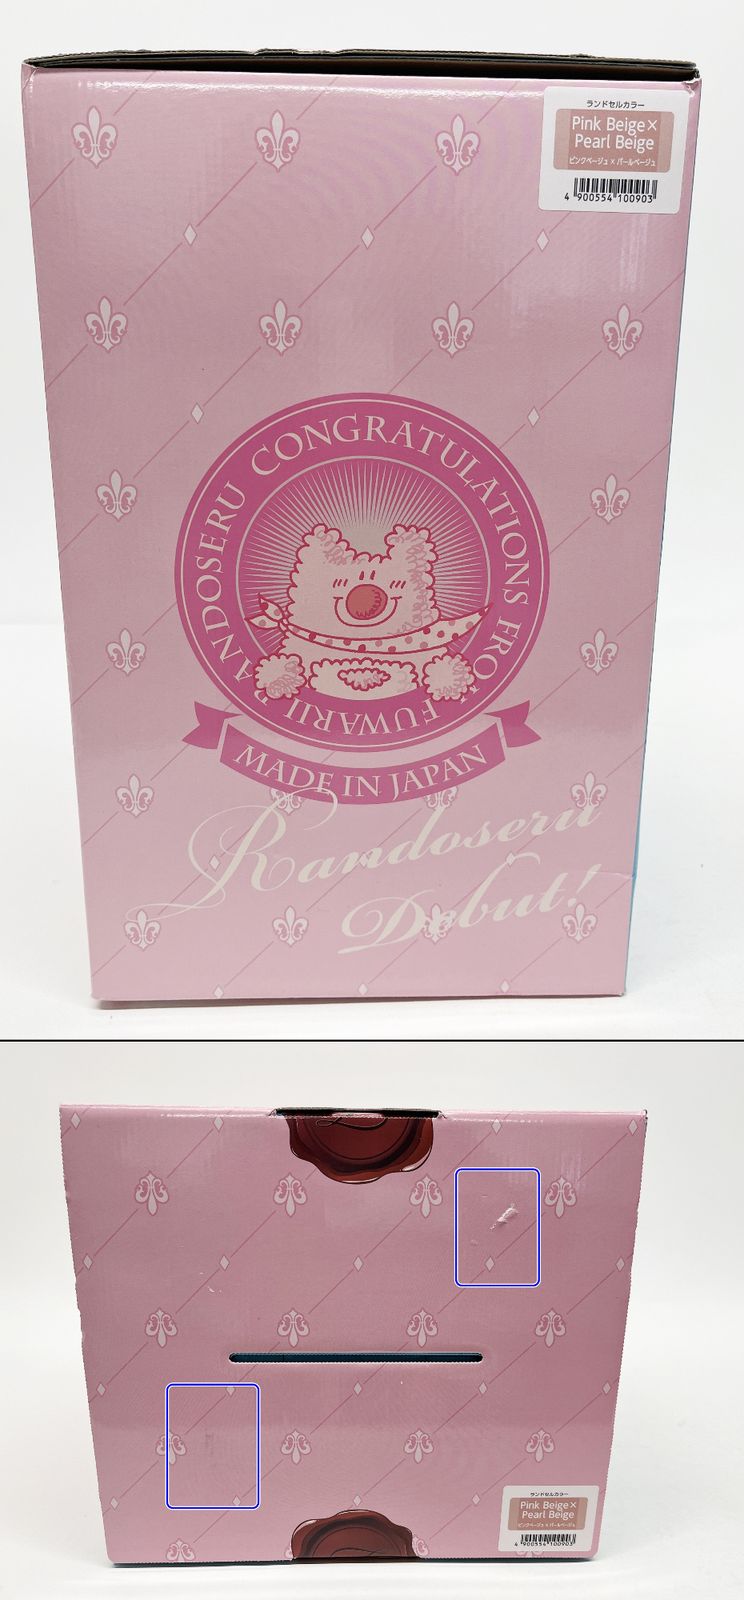 ランドセルカラー
Pink Beige×
Pearl Beige
ピンクベージュ × パールベージュ
4 900554 100903
CONGRATULATIONS FROM FUWARII RANDOSERU
MADE IN JAPAN
Randoseru
Debut!
ランドセルカラー
Pink Beige×
Pearl Beige
ピンクベージュ × パールベージュ
4 900554 100903